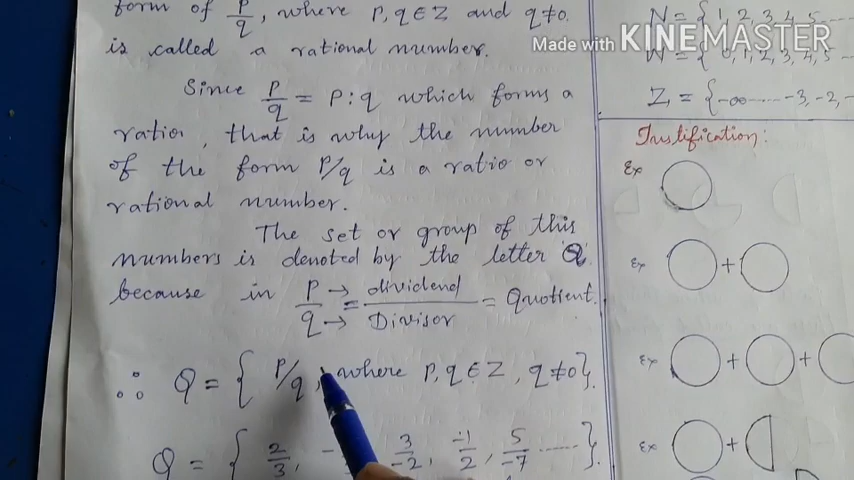 form of P/q, where P, q ∈ Z and q ≠ 0.
is called a rational number.
Since P/q = P : q which forms a
ratio, that is why the number
of the form P/q is a ratio or
rational number.
The set or group of this
numbers is denoted by the letter 'Q'.
because in P/q → dividend / → Divisor = Quotient.
∴ Q = { P/q, where P, q ∈ Z, q ≠ 0}.
Q = { 2/3, 3/-2, -1/2, 5/-7 ......}.
N = {1, 2, 3, 4, 5 ....
Made with KINEMASTER
W = {0, 1, 2, 3, 4, 5 ...
Z = {-∞ ...... -3, -2, -
Justification:
Ex
Ex +
Ex + +
Ex +